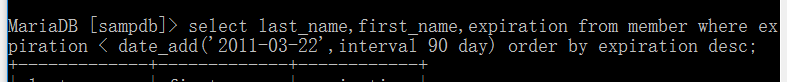 MariaDB [sampdb]> select last_name,first_name,expiration from member where ex
piration < date_add('2011-03-22',interval 90 day) order by expiration desc;
+-------------+-------------+------------+